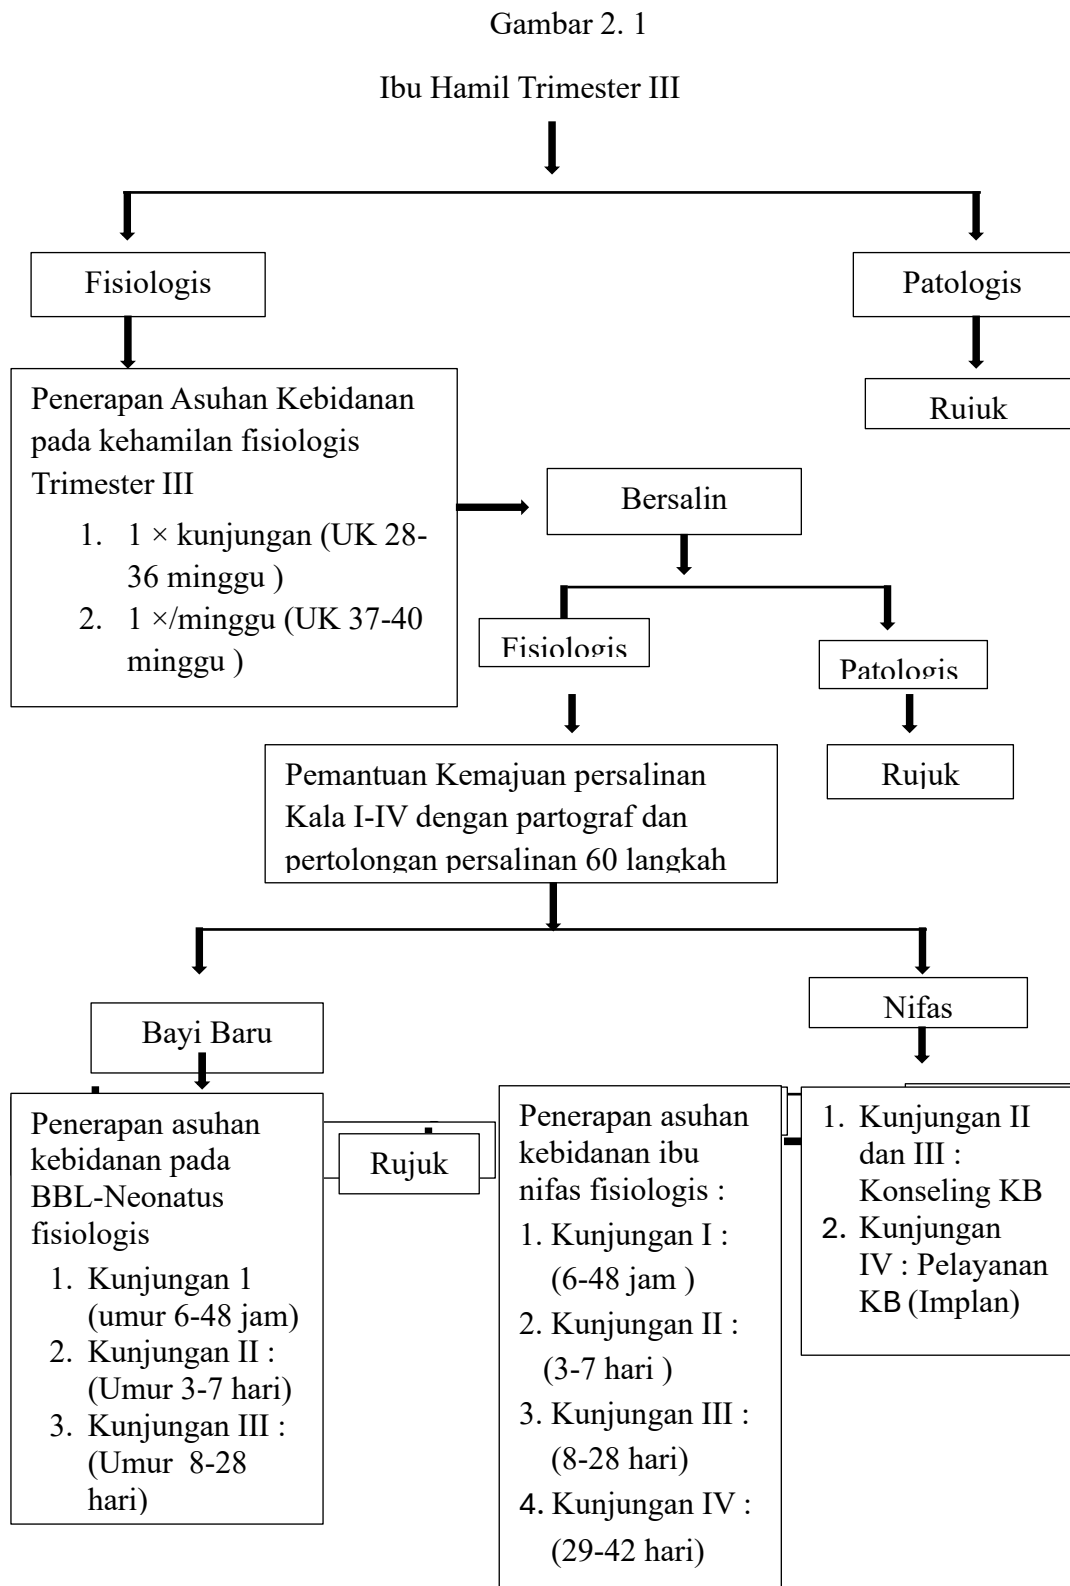 Gambar 2. 1
Ibu Hamil Trimester III
Fisiologis
Patologis
Penerapan Asuhan Kebidanan
pada kehamilan fisiologis
Trimester III
1. 1 × kunjungan (UK 28-
36 minggu )
2. 1 ×/minggu (UK 37-40
minggu )
Rujuk
Bersalin
Fisiologis
Patologis
Pemantuan Kemajuan persalinan
Kala I-IV dengan partograf dan
pertolongan persalinan 60 langkah
Rujuk
Bayi Baru
Nifas
Penerapan asuhan
kebidanan pada
BBL-Neonatus
fisiologis
1. Kunjungan 1
(umur 6-48 jam)
2. Kunjungan II :
(Umur 3-7 hari)
3. Kunjungan III :
(Umur 8-28
hari)
Rujuk
Penerapan asuhan
kebidanan ibu
nifas fisiologis :
1. Kunjungan I :
(6-48 jam )
2. Kunjungan II :
(3-7 hari )
3. Kunjungan III :
(8-28 hari)
4. Kunjungan IV :
(29-42 hari)
1. Kunjungan II
dan III :
Konseling KB
2. Kunjungan
IV : Pelayanan
KB (Implan)